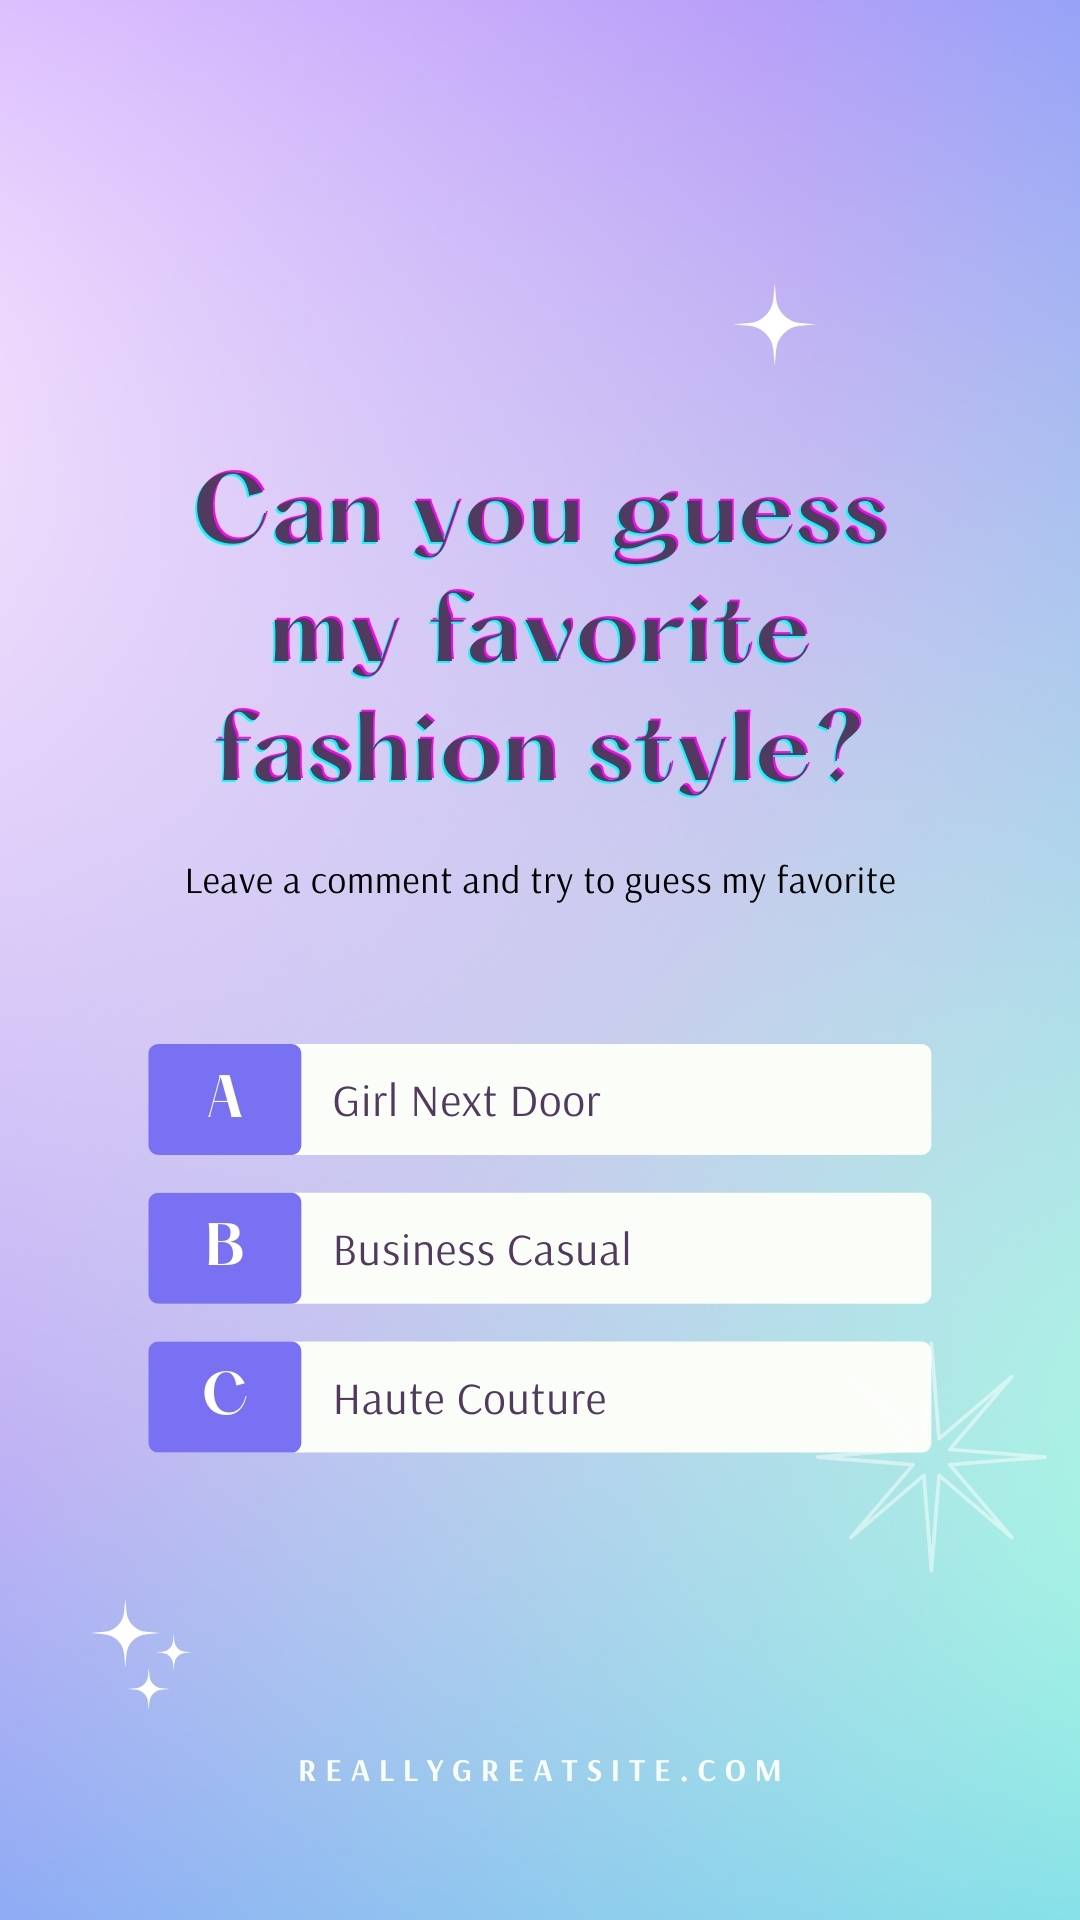 Can you guess
my favorite
fashion style?
Leave a comment and try to guess my favorite
A Girl Next Door
B Business Casual
C Haute Couture
REALLYGREATSITE.COM